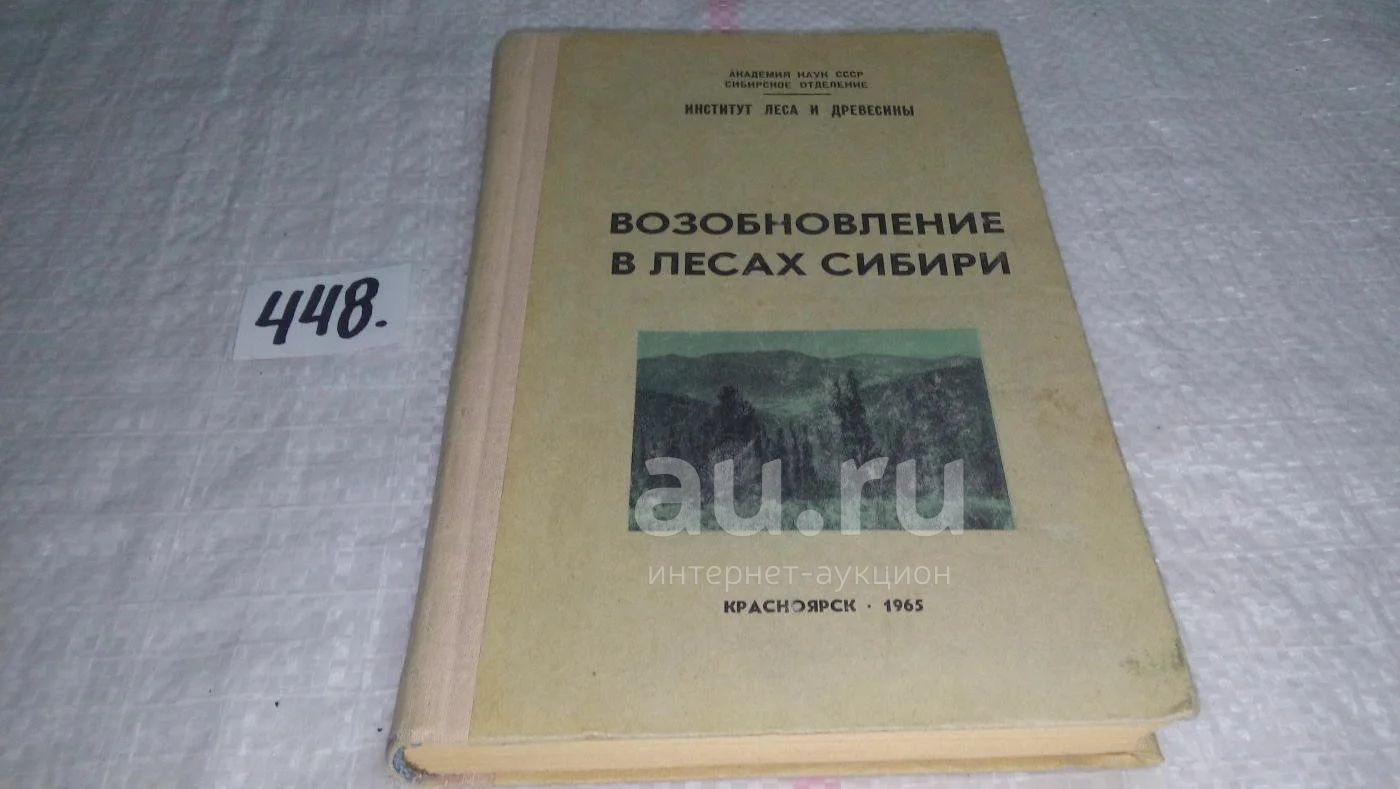 АКАДЕМИЯ НАУК СССР
СИБИРСКОЕ ОТДЕЛЕНИЕ
ИНСТИТУТ ЛЕСА И ДРЕВЕСИНЫ
ВОЗОБНОВЛЕНИЕ
В ЛЕСАХ СИБИРИ
448.
au.ru
интернет-аукцион
КРАСНОЯРСК · 1965